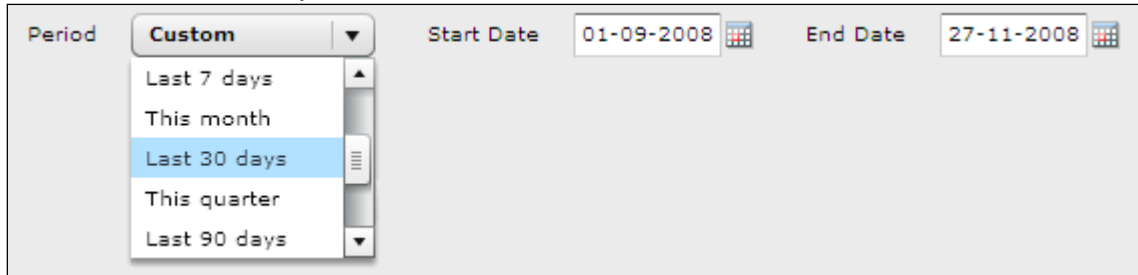 Period Custom Start Date 01-09-2008 End Date 27-11-2008
Last 7 days
This month
Last 30 days
This quarter
Last 90 days